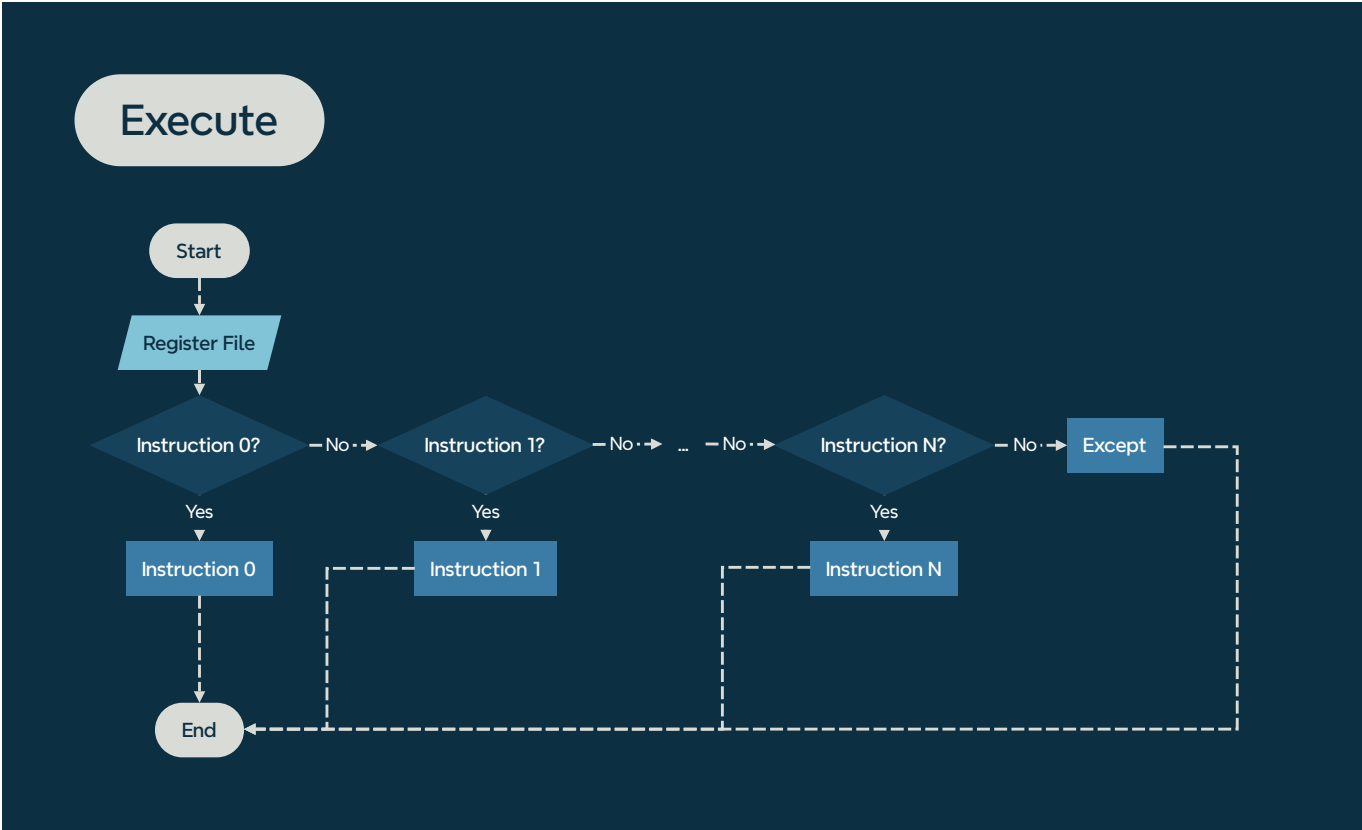 Execute
Start
Register File
Instruction 0?
No
Instruction 1?
No
...
No
Instruction N?
No
Except
Yes
Yes
Yes
Instruction 0
Instruction 1
Instruction N
End